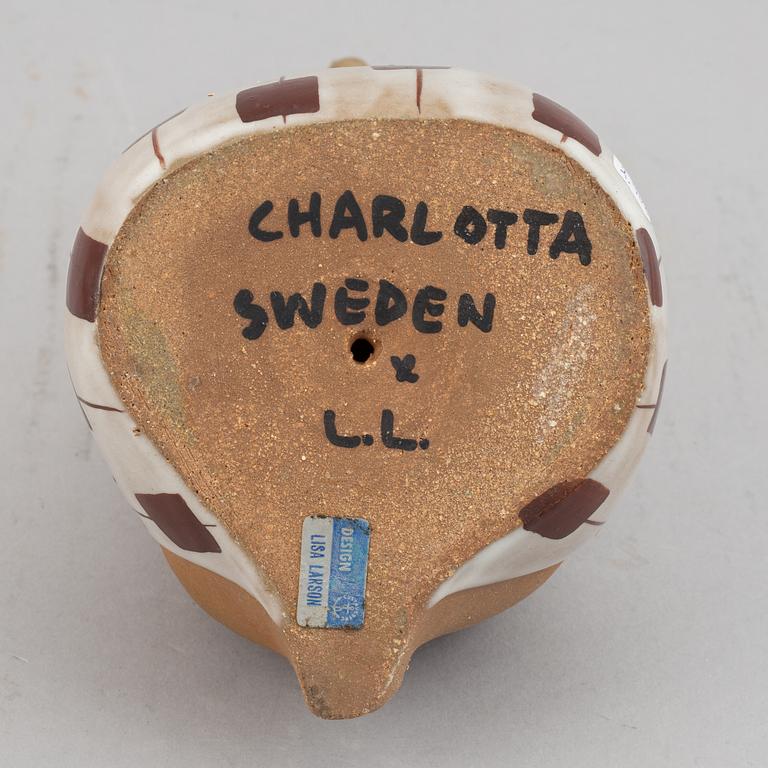 CHARLOTTA
SWEDEN
x
L.L.
DESIGN
LISA LARSON